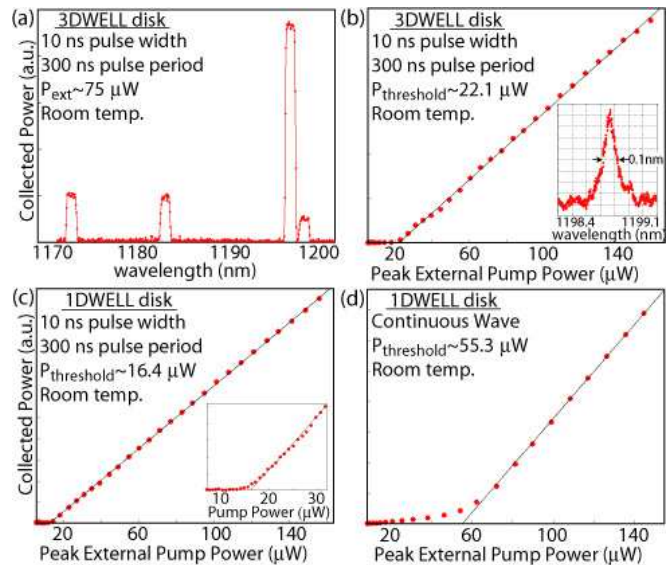 (a) 3DWELL disk
10 ns pulse width
300 ns pulse period
Pext~75 μW
Room temp.
Collected Power (a.u.)
1170 1180 1190 1200
wavelength (nm)
(b) 3DWELL disk
10 ns pulse width
300 ns pulse period
Pthreshold~22.1 μW
Room temp.
0.1nm
1198.4 1199.1
wavelength (nm)
20 60 100 140
Peak External Pump Power (μW)
(c) 1DWELL disk
10 ns pulse width
300 ns pulse period
Pthreshold~16.4 μW
Room temp.
Collected Power (a.u.)
10 20 30
Pump Power (μW)
20 60 100 140
Peak External Pump Power (μW)
(d) 1DWELL disk
Continuous Wave
Pthreshold~55.3 μW
Room temp.
20 60 100 140
Peak External Pump Power (μW)